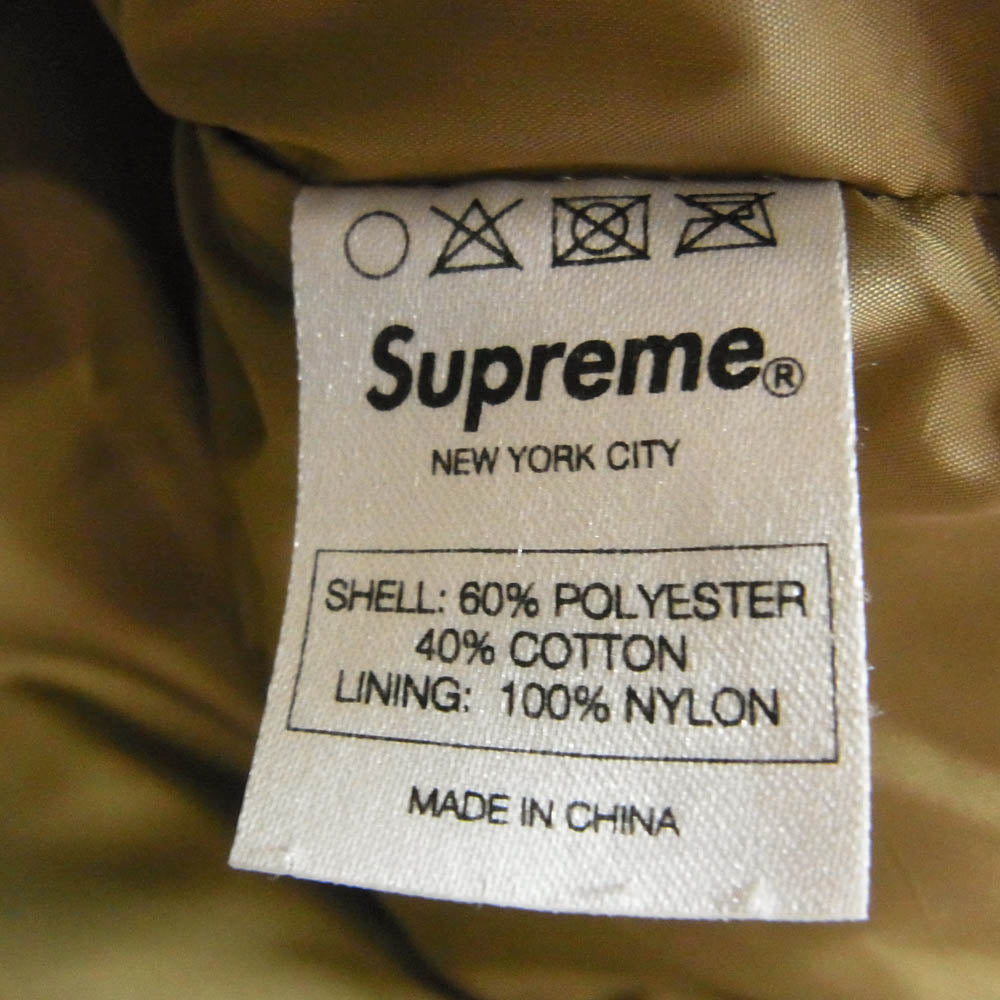 Supreme®
NEW YORK CITY
SHELL: 60% POLYESTER
40% COTTON
LINING: 100% NYLON
MADE IN CHINA